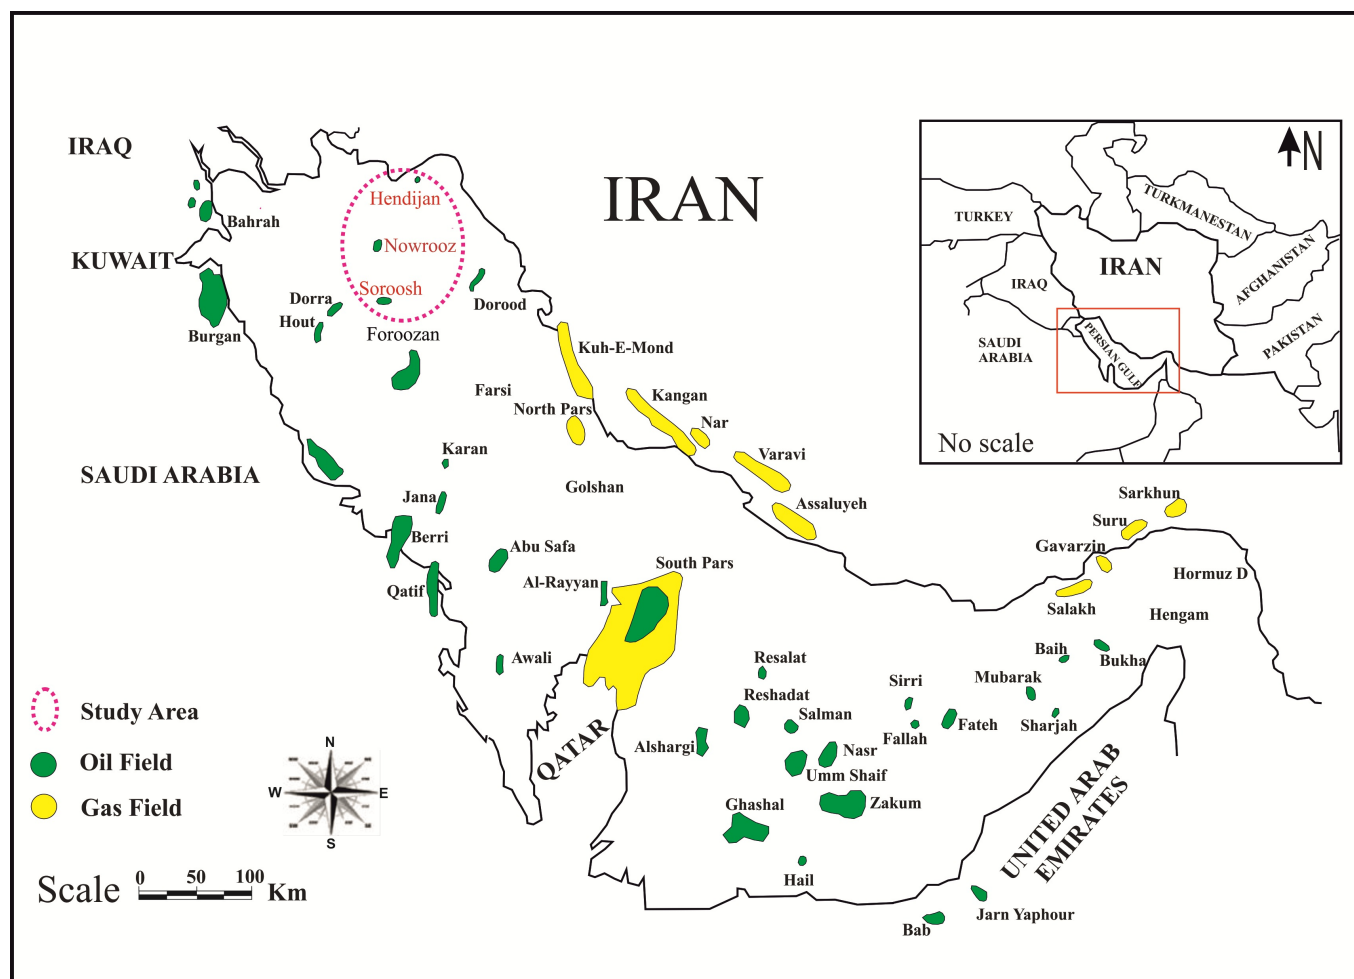 IRAQ
IRAN
Hendijan
Bahrah
Nowrooz
KUWAIT
Soroosh
Dorra
Hout
Dorood
Burgan
Foroozan
Kuh-E-Mond
Farsi
Kangan
North Pars
Nar
Karan
Varavi
SAUDI ARABIA
Golshan
Jana
Assaluyeh
Berri
Abu Safa
South Pars
Al-Rayyan
Qatif
Sarkhun
Suru
Gavarzin
Hormuz D
Salakh
Hengam
Awali
Resalat
Baih
Bukha
Mubarak
Sirri
Reshadat
Salman
Fateh
Sharjah
Fallah
Alshargi
QATAR
Nasr
Umm Shaif
Ghashal
Zakum
Hail
UNITED ARAB
EMIRATES
Jarn Yaphour
Bab
N
TURKEY
TURKMANESTAN
IRAN
AFGHANISTAN
IRAQ
PERSIAN GULF
PAKISTAN
SAUDI
ARABIA
No scale
Study Area
Oil Field
Gas Field
N
W
E
S
Scale
0 50 100
Km